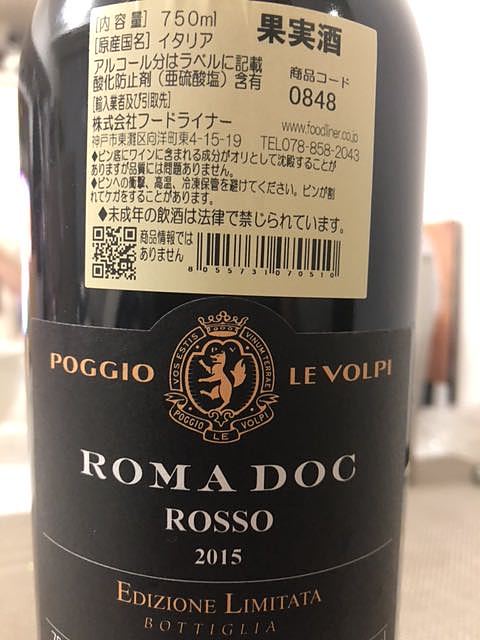 [内 容 量] 750ml
[原産国名] イタリア
果実酒
アルコール分はラベルに記載
酸化防止剤(亜硫酸塩)含有
商品コード
0848
[輸入業者及び引取先]
株式会社フードライナー
www.foodliner.co.jp
神戸市東灘区向洋町東4-15-19 TEL078-858-2043
◆ビン底にワインに含まれる成分がオリとして沈殿することが
ありますが品質には問題ありません。
◆ビンへの衝撃、高温、冷凍保管を避けてください。ビンが割
れてケガをすることがあります。
◆未成年の飲酒は法律で禁じられています。
商品情報では
ありません
8 055731 070510
VOS ESTIS VINUM TERRAE
POGGIO LE VOLPI
POGGIO LE VOLPI
ROMA DOC
ROSSO
2015
EDIZIONE LIMITATA
BOTTIGLIA